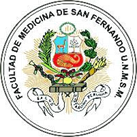 FACULTAD DE MEDICINA DE SAN FERNANDO U.N.M.S.M.